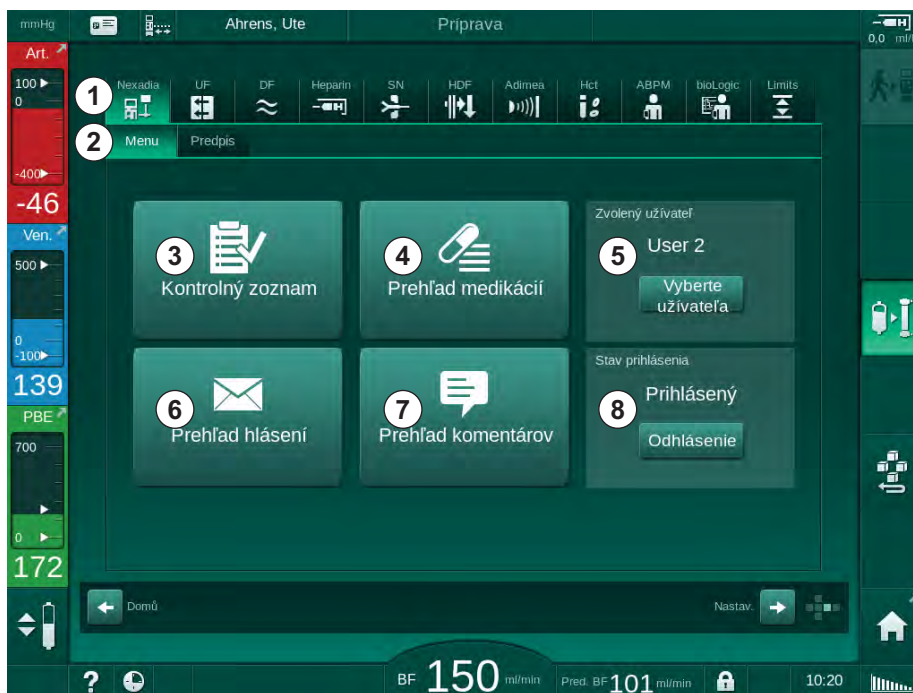 mmHg
Ahrens, Ute
Príprava
0,0 ml/
Art.
100
0
-400
-46
Ven.
500
0
-100
139
PBE
700
0
172
1
Nexadia UF DF Heparin SN HDF Adimea Hct ABPM bioLogic Limits
2
Menu Predpis
3
Kontrolný zoznam
4
Prehľad medikácií
Zvolený užívateľ
5
User 2
Vyberte
užívateľa
6
Prehľad hlásení
7
Prehľad komentárov
Stav prihlásenia
8
Prihlásený
Odhlásenie
Domů
Nastav.
?
BF 150 ml/min
Pred. BF 101 ml/min
10:20